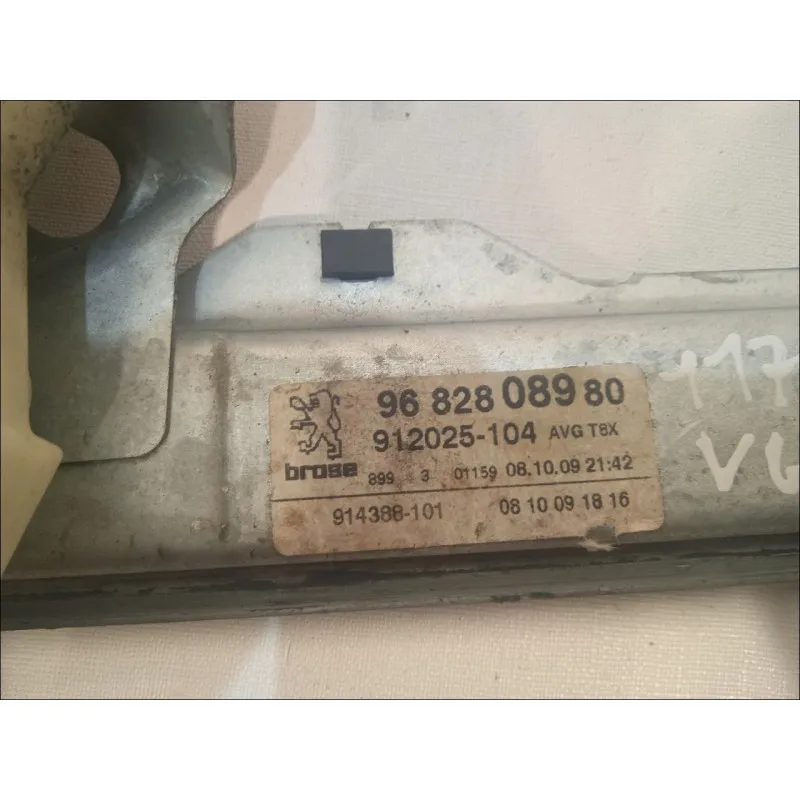 96 828 089 80
912025-104 AVG T8X
brose 899 3 01159 08.10.09 21:42
914388-101 08 10 09 18 16
117